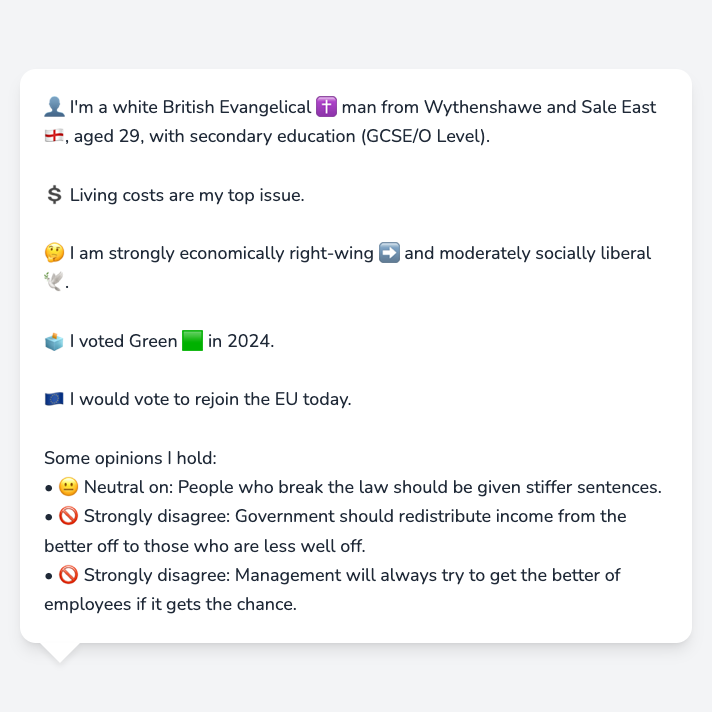 👤 I'm a white British Evangelical ✝️ man from Wythenshawe and Sale East
🏴󠁧󠁢󠁥󠁮󠁧󠁿, aged 29, with secondary education (GCSE/O Level).
💲 Living costs are my top issue.
🤔 I am strongly economically right-wing ➡️ and moderately socially liberal
🕊️.
🗳️ I voted Green 🟩 in 2024.
🇪🇺 I would vote to rejoin the EU today.
Some opinions I hold:
• 😐 Neutral on: People who break the law should be given stiffer sentences.
• 🚫 Strongly disagree: Government should redistribute income from the
better off to those who are less well off.
• 🚫 Strongly disagree: Management will always try to get the better of
employees if it gets the chance.